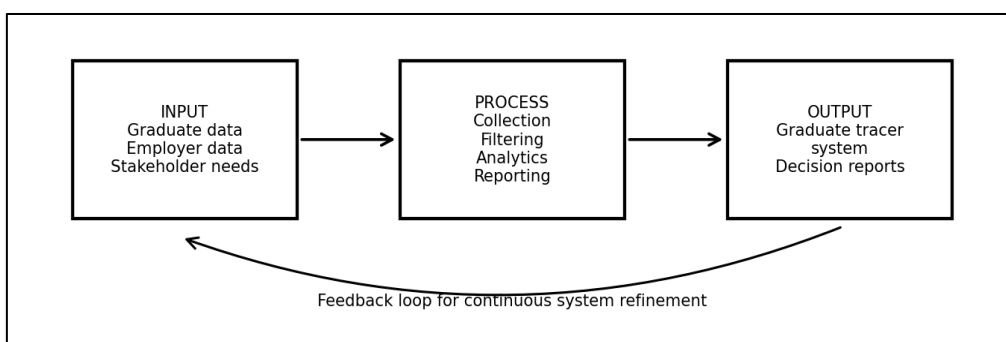 INPUT
Graduate data
Employer data
Stakeholder needs
PROCESS
Collection
Filtering
Analytics
Reporting
OUTPUT
Graduate tracer
system
Decision reports
Feedback loop for continuous system refinement